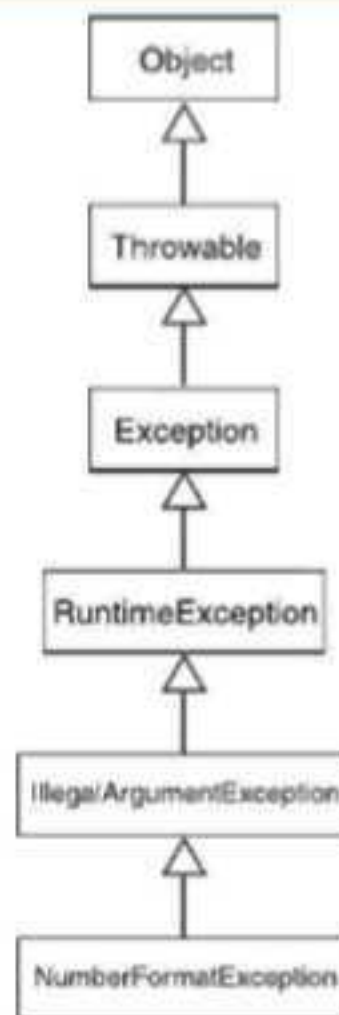 Object
Throwable
Exception
RuntimeException
IllegalArgumentException
NumberFormatException